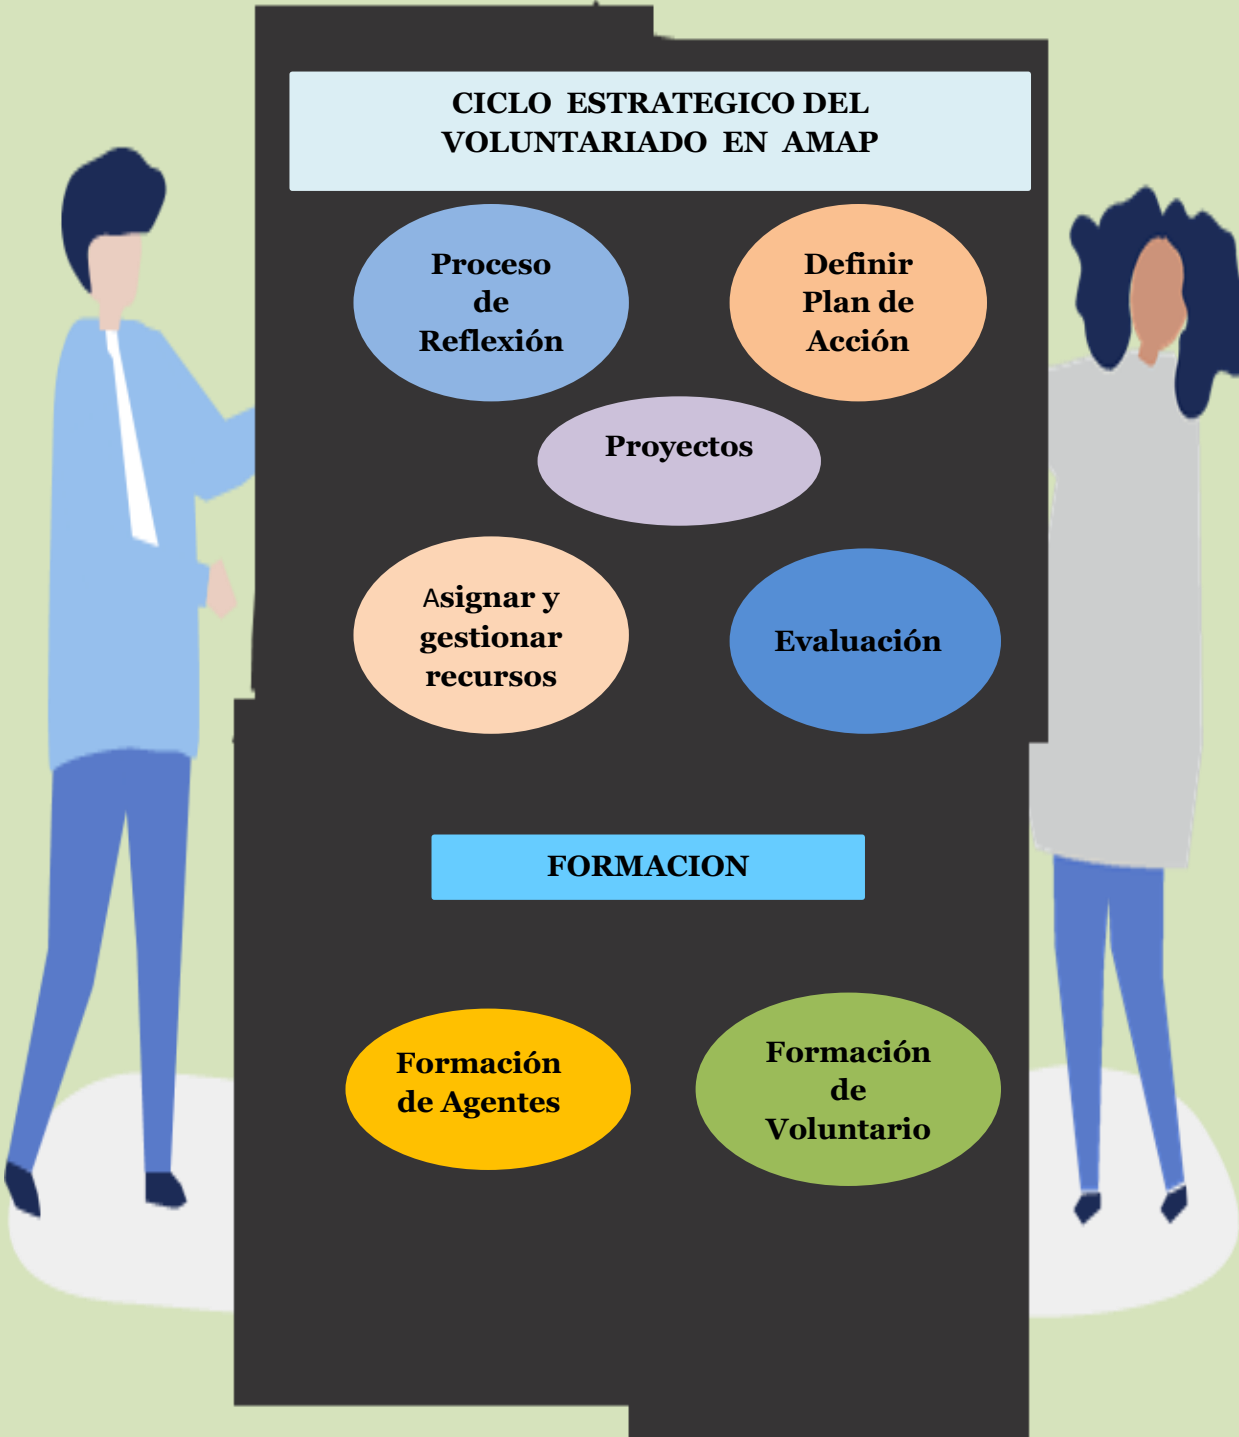 CICLO ESTRATEGICO DEL
VOLUNTARIADO EN AMAP
Proceso
de
Reflexión
Definir
Plan de
Acción
Proyectos
Asignar y
gestionar
recursos
Evaluación
FORMACION
Formación
de Agentes
Formación
de
Voluntario